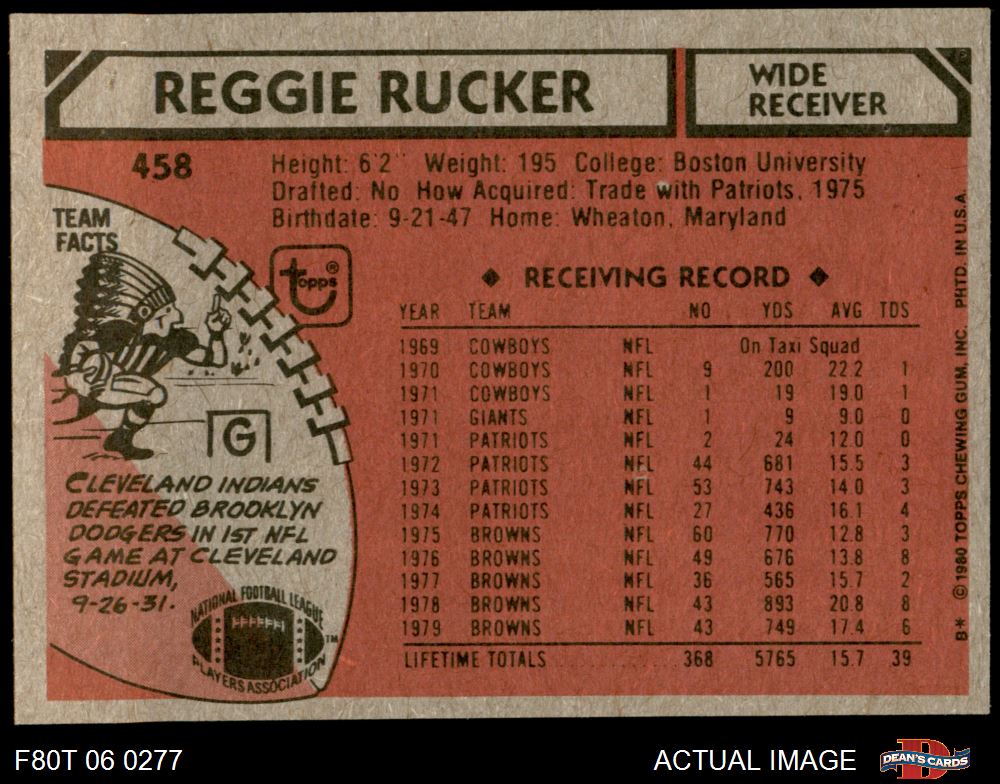 REGGIE RUCKER
WIDE
RECEIVER
458
Height: 6'2" Weight: 195 College: Boston University
Drafted: No How Acquired: Trade with Patriots, 1975
Birthdate: 9-21-47 Home: Wheaton, Maryland
TEAM
FACTS
topps®
G
CLEVELAND INDIANS
DEFEATED BROOKLYN
DODGERS IN 1ST NFL
GAME AT CLEVELAND
STADIUM,
9-26-31.
NATIONAL FOOTBALL LEAGUE
PLAYERS ASSOCIATION
TM
◆ RECEIVING RECORD ◆
YEAR TEAM NO YDS AVG TDS
1969 COWBOYS NFL On Taxi Squad
1970 COWBOYS NFL 9 200 22.2 1
1971 COWBOYS NFL 1 19 19.0 1
1971 GIANTS NFL 1 9 9.0 0
1971 PATRIOTS NFL 2 24 12.0 0
1972 PATRIOTS NFL 44 681 15.5 3
1973 PATRIOTS NFL 53 743 14.0 3
1974 PATRIOTS NFL 27 436 16.1 4
1975 BROWNS NFL 60 770 12.8 3
1976 BROWNS NFL 49 676 13.8 8
1977 BROWNS NFL 36 565 15.7 2
1978 BROWNS NFL 43 893 20.8 8
1979 BROWNS NFL 43 749 17.4 6
LIFETIME TOTALS ........... 368 5765 15.7 39
B* © 1980 TOPPS CHEWING GUM, INC. PRTD. IN U.S.A.
F80T 06 0277
ACTUAL IMAGE
D
DEAN'S CARDS